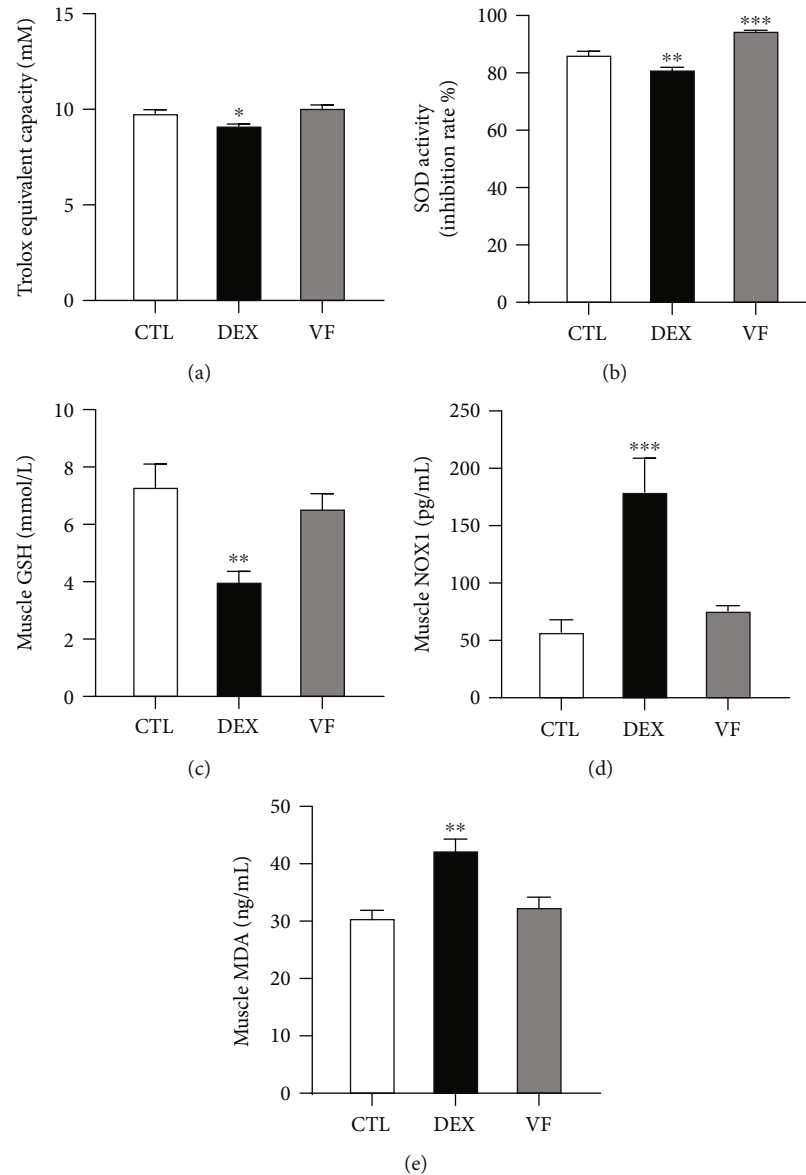 Trolox equivalent capacity (mM)
15
10
5
0
*
CTL DEX VF
(a)
SOD activity
(inhibition rate %)
100
80
60
40
20
0
**
***
CTL DEX VF
(b)
Muscle GSH (mmol/L)
10
8
6
4
2
0
**
CTL DEX VF
(c)
Muscle NOX1 (pg/mL)
250
200
150
100
50
0
***
CTL DEX VF
(d)
Muscle MDA (ng/mL)
50
40
30
20
10
0
**
CTL DEX VF
(e)